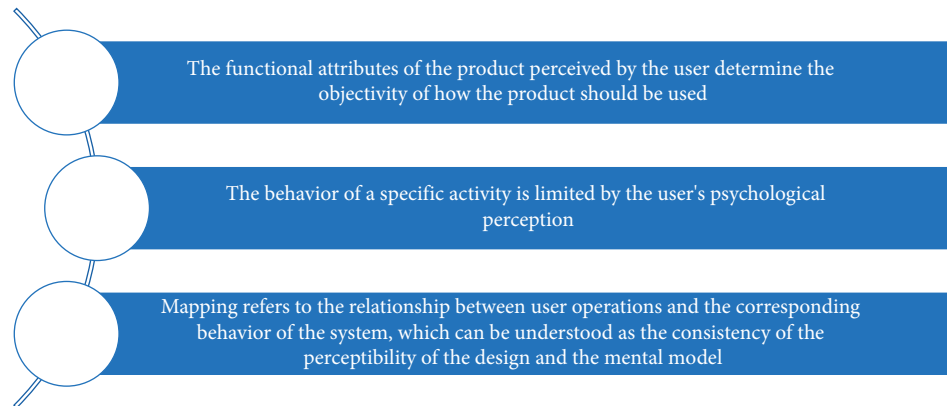 The functional attributes of the product perceived by the user determine the
objectivity of how the product should be used
The behavior of a specific activity is limited by the user's psychological
perception
Mapping refers to the relationship between user operations and the corresponding
behavior of the system, which can be understood as the consistency of the
perceptibility of the design and the mental model